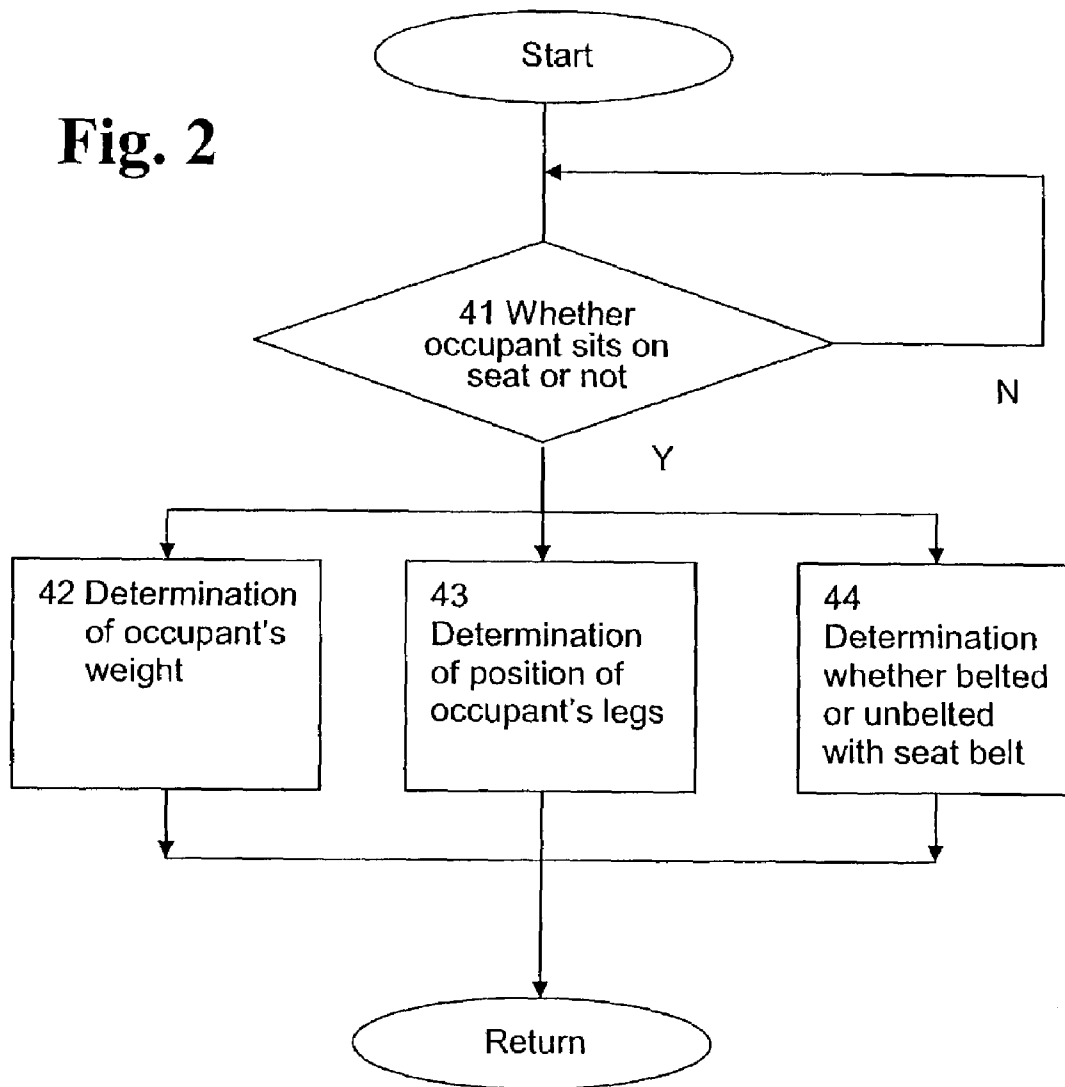 Start
Fig. 2
41 Whether
occupant sits on
seat or not
N
Y
42 Determination
of occupant's
weight
43
Determination
of position of
occupant's legs
44
Determination
whether belted
or unbelted
with seat belt
Return